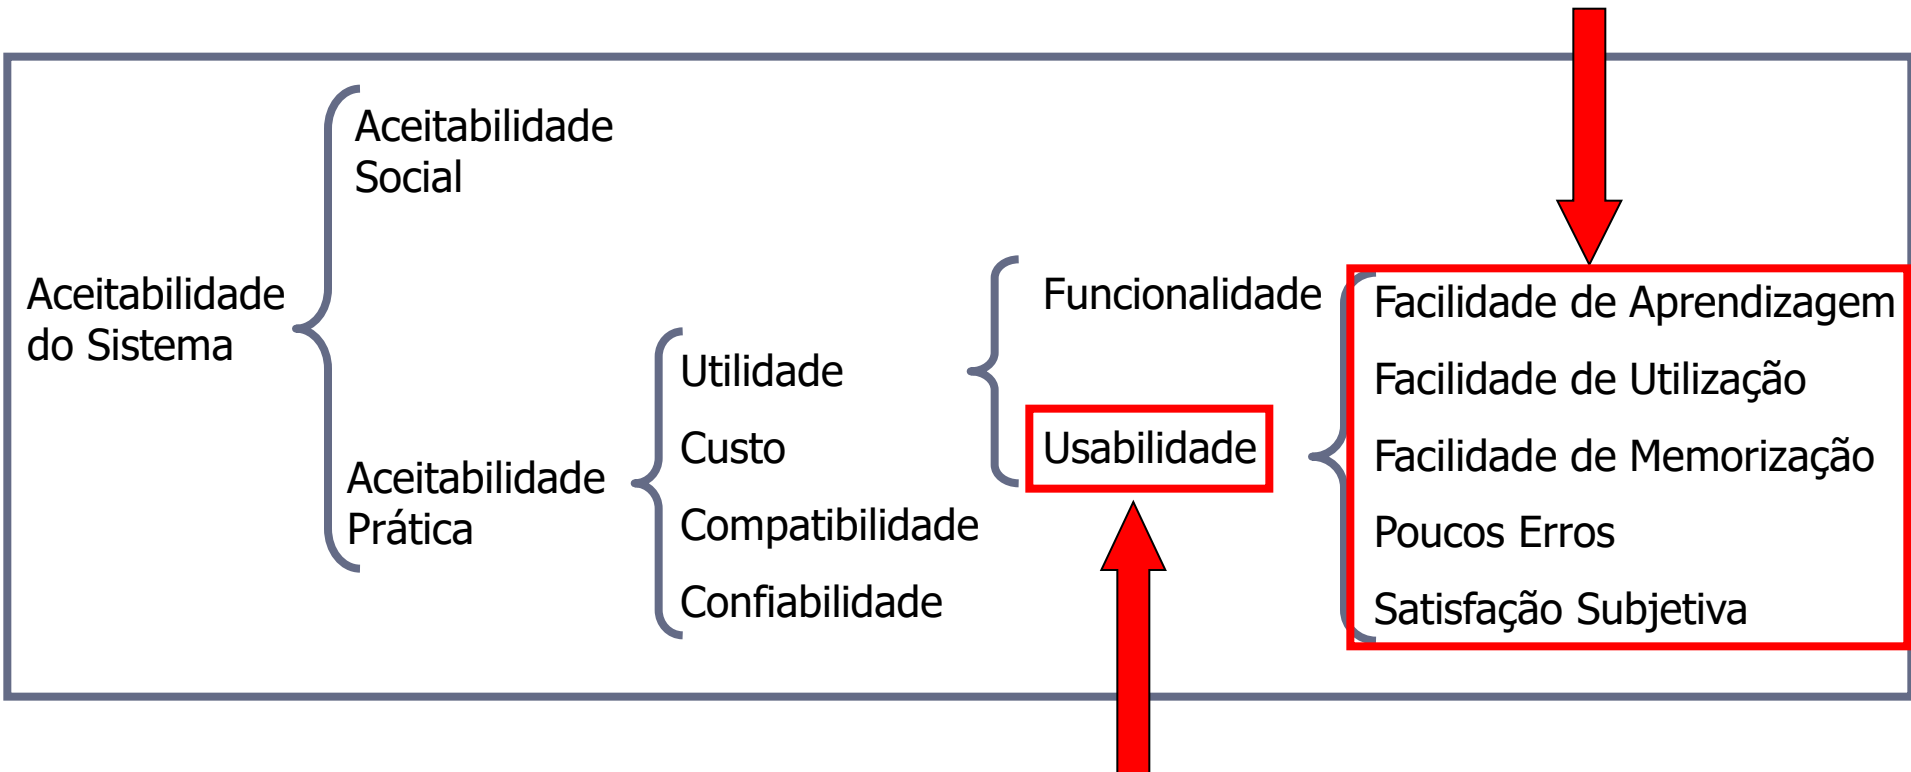 Aceitabilidade
do Sistema
Aceitabilidade
Social
Aceitabilidade
Prática
Utilidade
Custo
Compatibilidade
Confiabilidade
Funcionalidade
Usabilidade
Facilidade de Aprendizagem
Facilidade de Utilização
Facilidade de Memorização
Poucos Erros
Satisfação Subjetiva